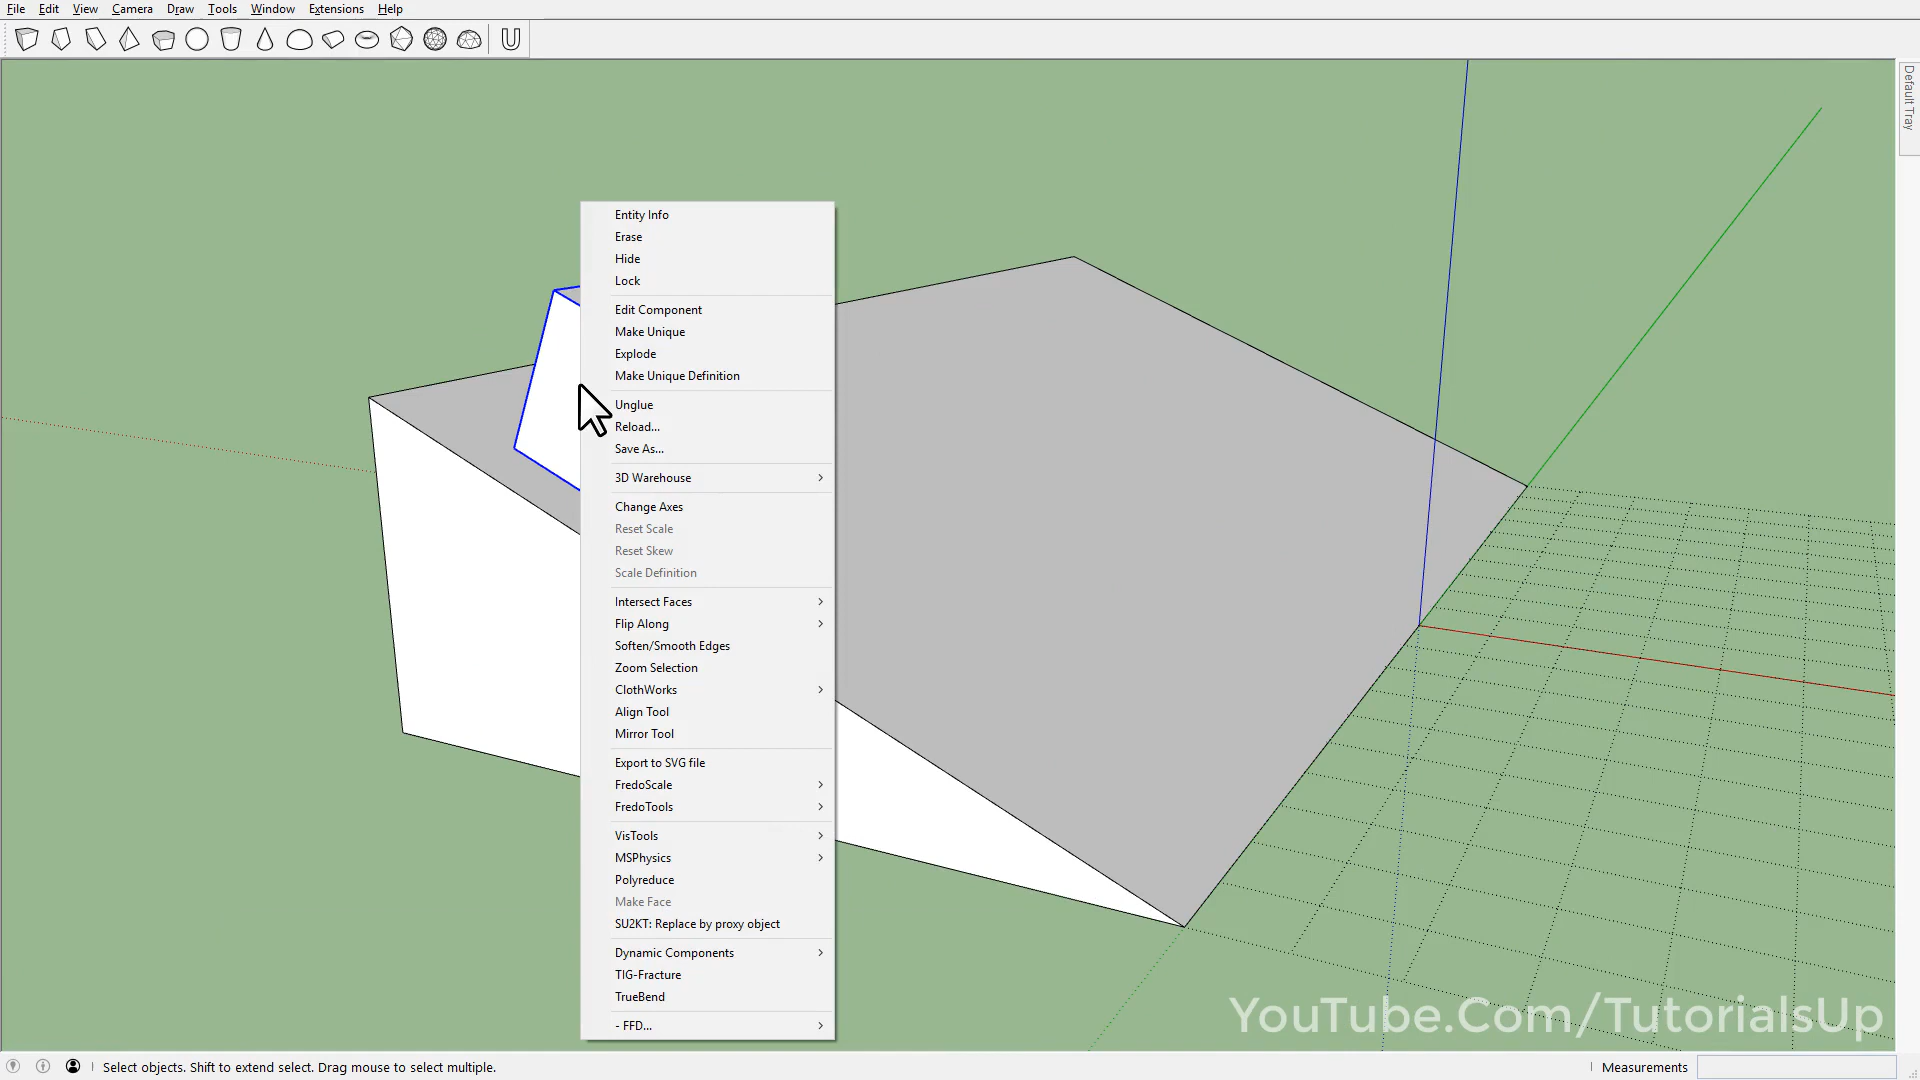 File Edit View Camera Draw Tools Window Extensions Help
Default Tray
Entity Info
Erase
Hide
Lock
Edit Component
Make Unique
Explode
Make Unique Definition
Unglue
Reload...
Save As...
3D Warehouse
Change Axes
Reset Scale
Reset Skew
Scale Definition
Intersect Faces
Flip Along
Soften/Smooth Edges
Zoom Selection
ClothWorks
Align Tool
Mirror Tool
Export to SVG file
FredoScale
FredoTools
VisTools
MSPhysics
Polyreduce
Make Face
SU2KT: Replace by proxy object
Dynamic Components
TIG-Fracture
TrueBend
- FFD...
YouTube.Com/TutorialsUp
Select objects. Shift to extend select. Drag mouse to select multiple.
Measurements